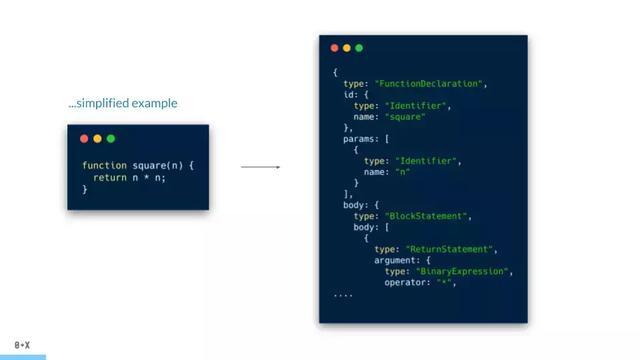 ...simplified example
function square(n) {
  return n * n;
}
{
  type: "FunctionDeclaration",
  id: {
    type: "Identifier",
    name: "square"
  },
  params: [
    {
      type: "Identifier",
      name: "n"
    }
  ],
  body: {
    type: "BlockStatement",
    body: [
      {
        type: "ReturnStatement",
        argument: {
          type: "BinaryExpression",
          operator: "*",
....
0+X